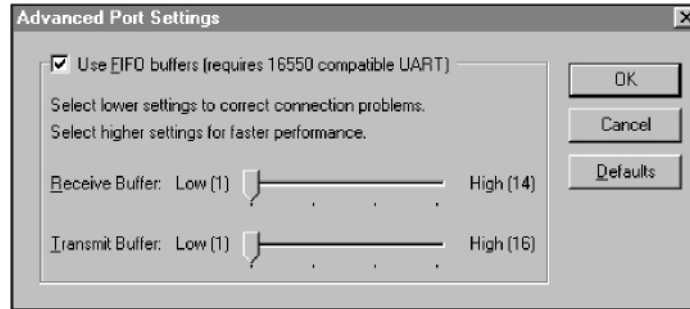 Advanced Port Settings
Use FIFO buffers (requires 16550 compatible UART)
Select lower settings to correct connection problems.
Select higher settings for faster performance.
Receive Buffer: Low (1) High (14)
Transmit Buffer: Low (1) High (16)
OK
Cancel
Defaults